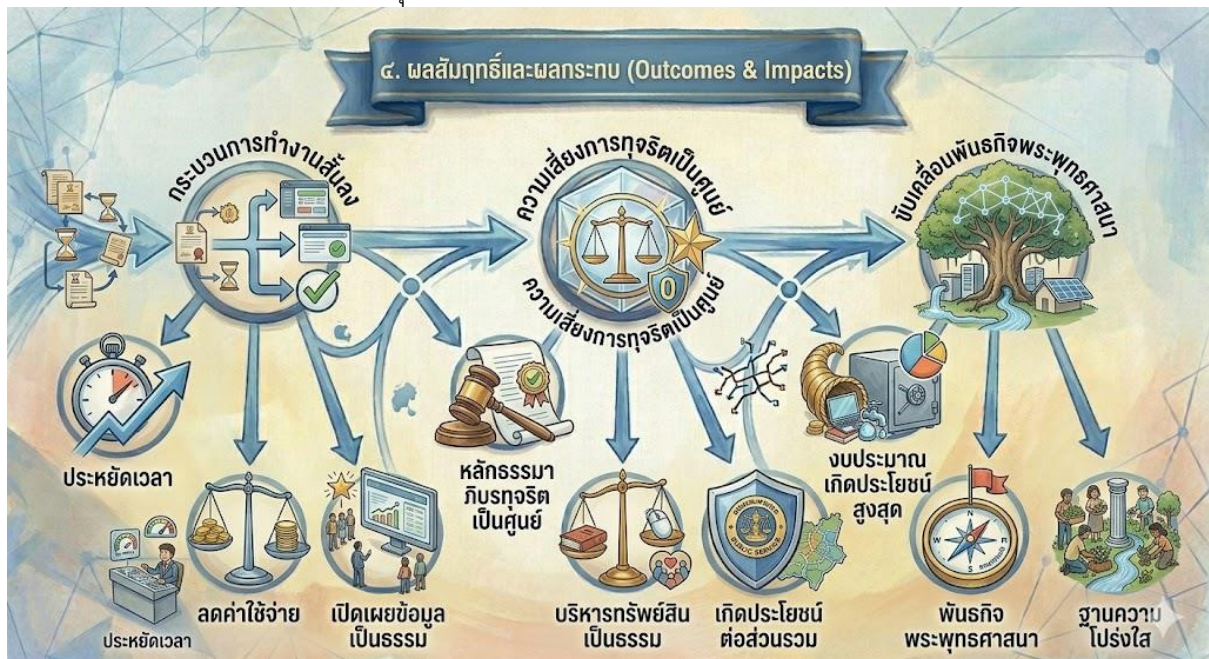 ๔. ผลสัมฤทธิ์และผลกระทบ (Outcomes & Impacts)
กระบวนการทำงานสั้นลง
ความเสี่ยงการทุจริตเป็นศูนย์
0
ความเสี่ยงการทุจริตเป็นศูนย์
ขับเคลื่อนพันธกิจพระพุทธศาสนา
ประหยัดเวลา
หลักธรรมา
ภิบรทุจริต
เป็นศูนย์
งบประมาณ
เกิดประโยชน์
สูงสุด
ประหยัดเวลา
ลดค่าใช้จ่าย
เปิดเผยข้อมูล
เป็นธรรม
บริหารทรัพย์สิน
เป็นธรรม
เกิดประโยชน์
ต่อส่วนรวม
N
W
S
พันธกิจ
พระพุทธศาสนา
ฐานความ
โปร่งใส